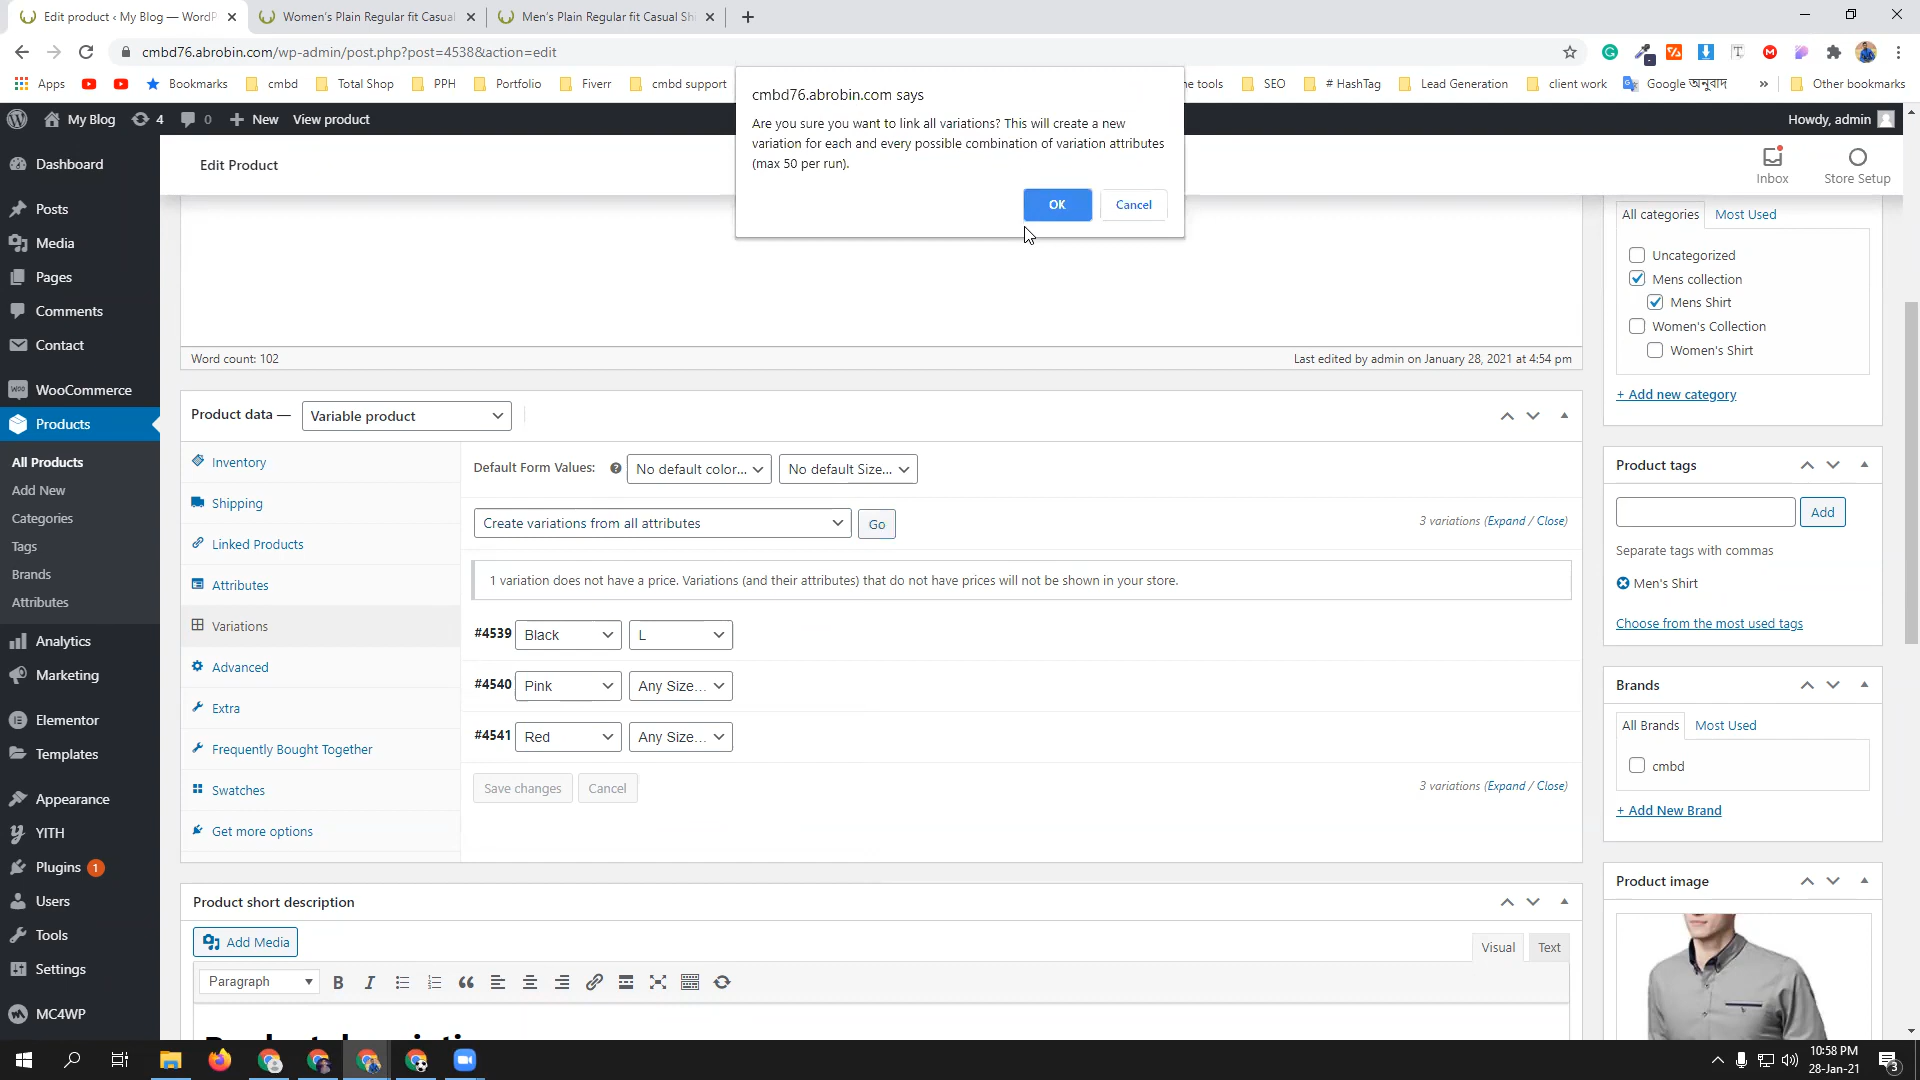 Edit product ‹ My Blog — WordP
Women's Plain Regular fit Casual
Men's Plain Regular fit Casual Sh
cmbd76.abrobin.com/wp-admin/post.php?post=4538&action=edit
Apps
Bookmarks
cmbd
Total Shop
PPH
Portfolio
Fiverr
cmbd support
ne tools
SEO
# HashTag
Lead Generation
client work
Google অনুবাদ
»
Other bookmarks
cmbd76.abrobin.com says
Are you sure you want to link all variations? This will create a new
variation for each and every possible combination of variation attributes
(max 50 per run).
OK
Cancel
My Blog
4
0
New
View product
Howdy, admin
Edit Product
Inbox
Store Setup
Dashboard
Posts
Media
Pages
Comments
Contact
WooCommerce
Products
All Products
Add New
Categories
Tags
Brands
Attributes
Analytics
Marketing
Elementor
Templates
Appearance
YITH
Plugins 1
Users
Tools
Settings
MC4WP
Word count: 102
Last edited by admin on January 28, 2021 at 4:54 pm
Product data —
Variable product
Inventory
Shipping
Linked Products
Attributes
Variations
Advanced
Extra
Frequently Bought Together
Swatches
Get more options
Default Form Values:
No default color...
No default Size...
Create variations from all attributes
Go
3 variations (Expand / Close)
1 variation does not have a price. Variations (and their attributes) that do not have prices will not be shown in your store.
#4539 Black L
#4540 Pink Any Size...
#4541 Red Any Size...
Save changes
Cancel
3 variations (Expand / Close)
Product short description
Add Media
Visual
Text
Paragraph
All categories
Most Used
Uncategorized
Mens collection
Mens Shirt
Women's Collection
Women's Shirt
+ Add new category
Product tags
Add
Separate tags with commas
Men's Shirt
Choose from the most used tags
Brands
All Brands
Most Used
cmbd
+ Add New Brand
Product image
10:58 PM
28-Jan-21
3